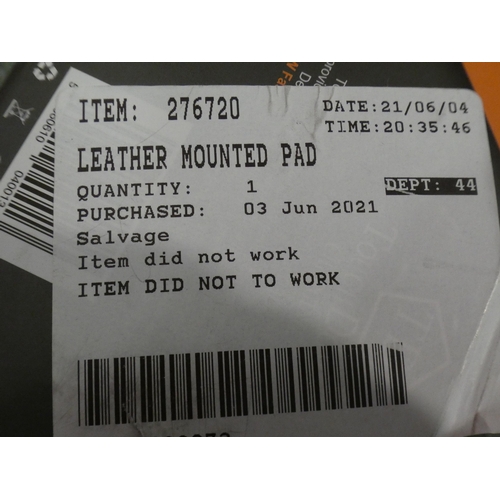 ITEM: 276720
DATE:21/06/04
TIME:20:35:46
LEATHER MOUNTED PAD
QUANTITY: 1
DEPT: 44
PURCHASED: 03 Jun 2021
Salvage
Item did not work
ITEM DID NOT TO WORK